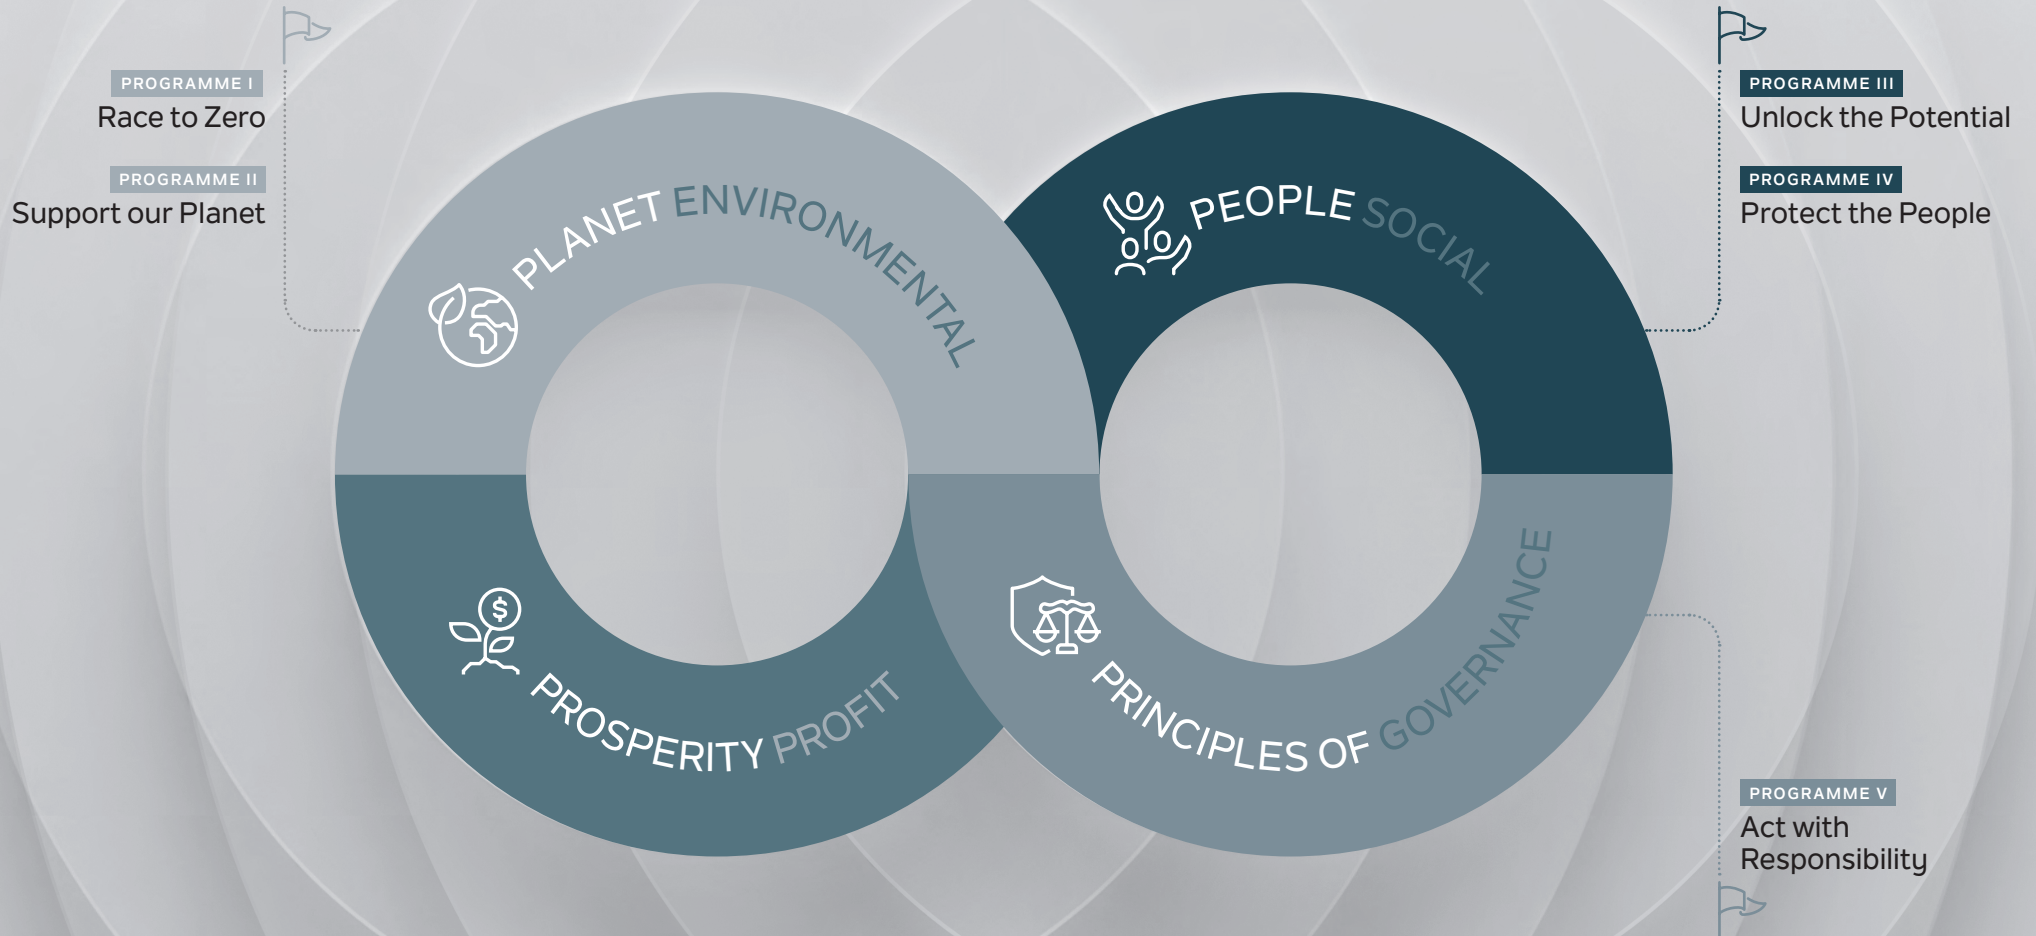 PROGRAMME I
Race to Zero
PROGRAMME II
Support our Planet
PLANET ENVIRONMENTAL
PEOPLE SOCIAL
PROGRAMME III
Unlock the Potential
PROGRAMME IV
Protect the People
$
PROSPERITY PROFIT
PRINCIPLES OF GOVERNANCE
PROGRAMME V
Act with
Responsibility